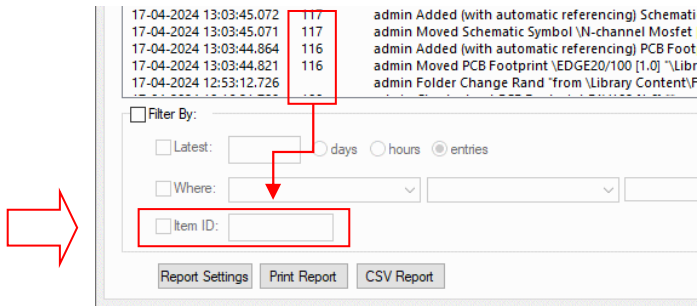 17-04-2024 13:03:45.072 117 admin Added (with automatic referencing) Schemati
17-04-2024 13:03:45.071 117 admin Moved Schematic Symbol \N-channel Mosfet
17-04-2024 13:03:44.864 116 admin Added (with automatic referencing) PCB Foot
17-04-2024 13:03:44.821 116 admin Moved PCB Footprint \EDGE20/100 [1.0] "\Libr
17-04-2024 12:53:12.726 admin Folder Change Rand "from \Library Content\F
Filter By:
Latest: days hours entries
Where:
Item ID:
Report Settings Print Report CSV Report